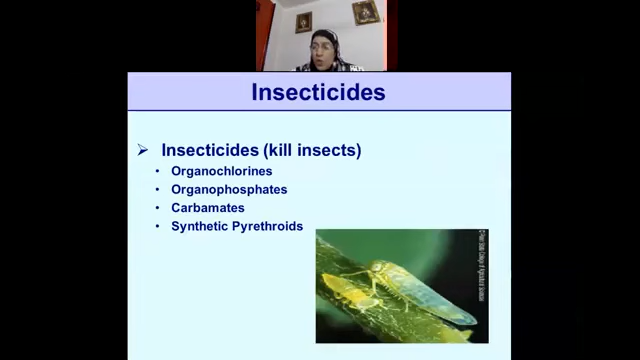 Insecticides
Insecticides (kill insects)
Organochlorines
Organophosphates
Carbamates
Synthetic Pyrethroids